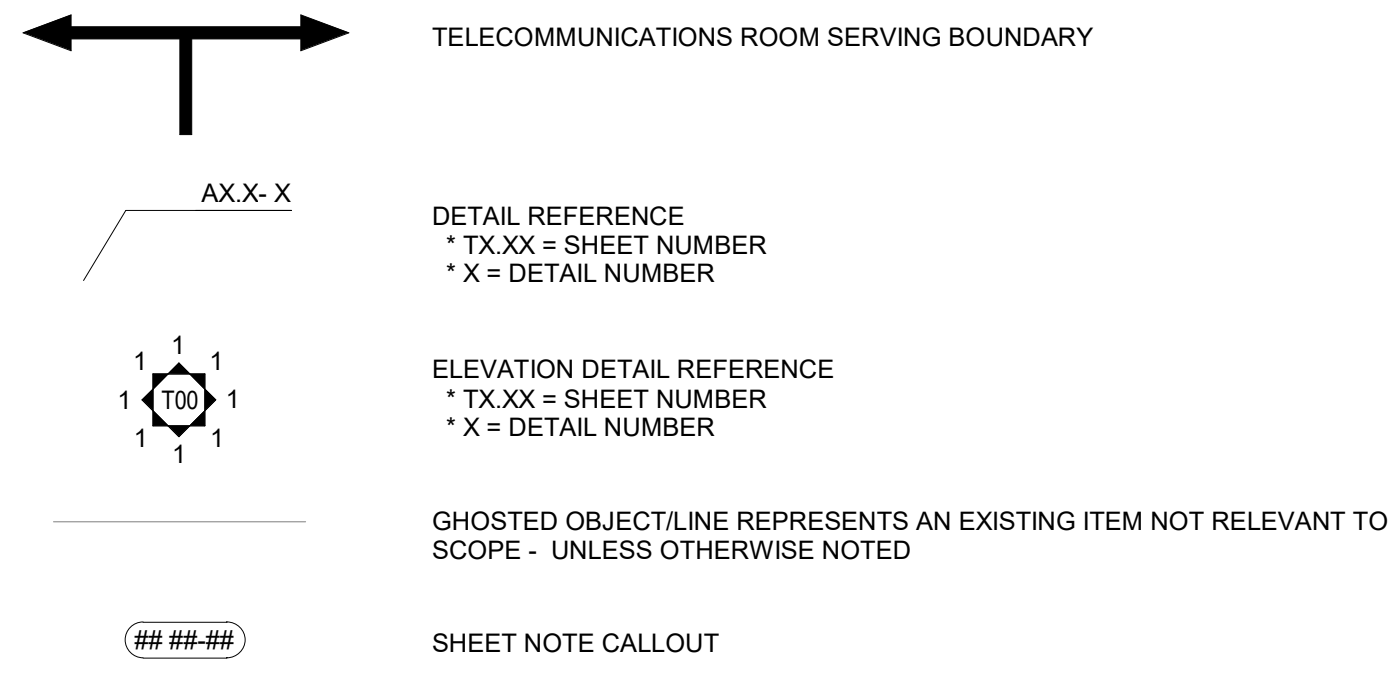 TELECOMMUNICATIONS ROOM SERVING BOUNDARY
AX.X- X
DETAIL REFERENCE
* TX.XX = SHEET NUMBER
* X = DETAIL NUMBER
1
1 1
1 T00 1
1 1
1
ELEVATION DETAIL REFERENCE
* TX.XX = SHEET NUMBER
* X = DETAIL NUMBER
GHOSTED OBJECT/LINE REPRESENTS AN EXISTING ITEM NOT RELEVANT TO
SCOPE - UNLESS OTHERWISE NOTED
## ##-##
SHEET NOTE CALLOUT